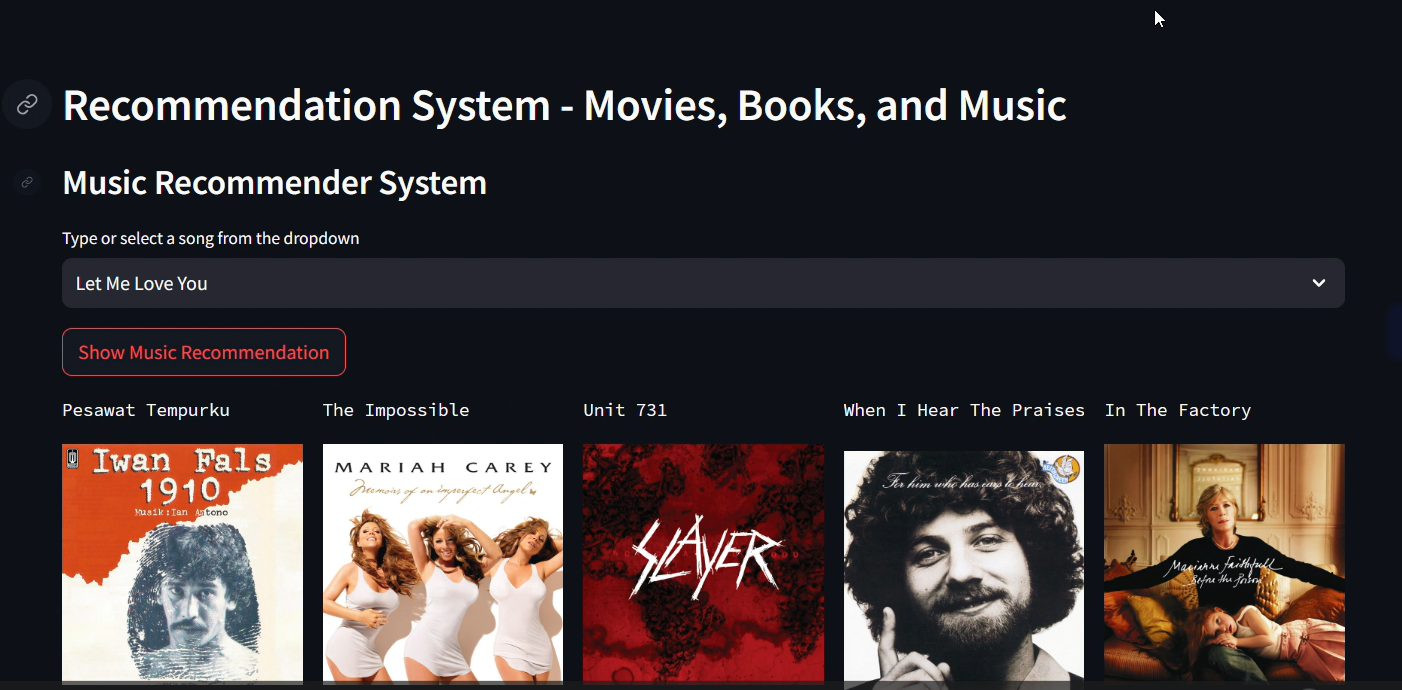 Recommendation System - Movies, Books, and Music
Music Recommender System
Type or select a song from the dropdown
Let Me Love You
Show Music Recommendation
Pesawat Tempurku
The Impossible
Unit 731
When I Hear The Praises
In The Factory
Iwan Fals
1910
Musik:Ian Antono
MARIAH CAREY
Memoirs of an imperfect Angel
SLAYER
For him who has ears to hear
Marianne Faithfull
Before the Poison